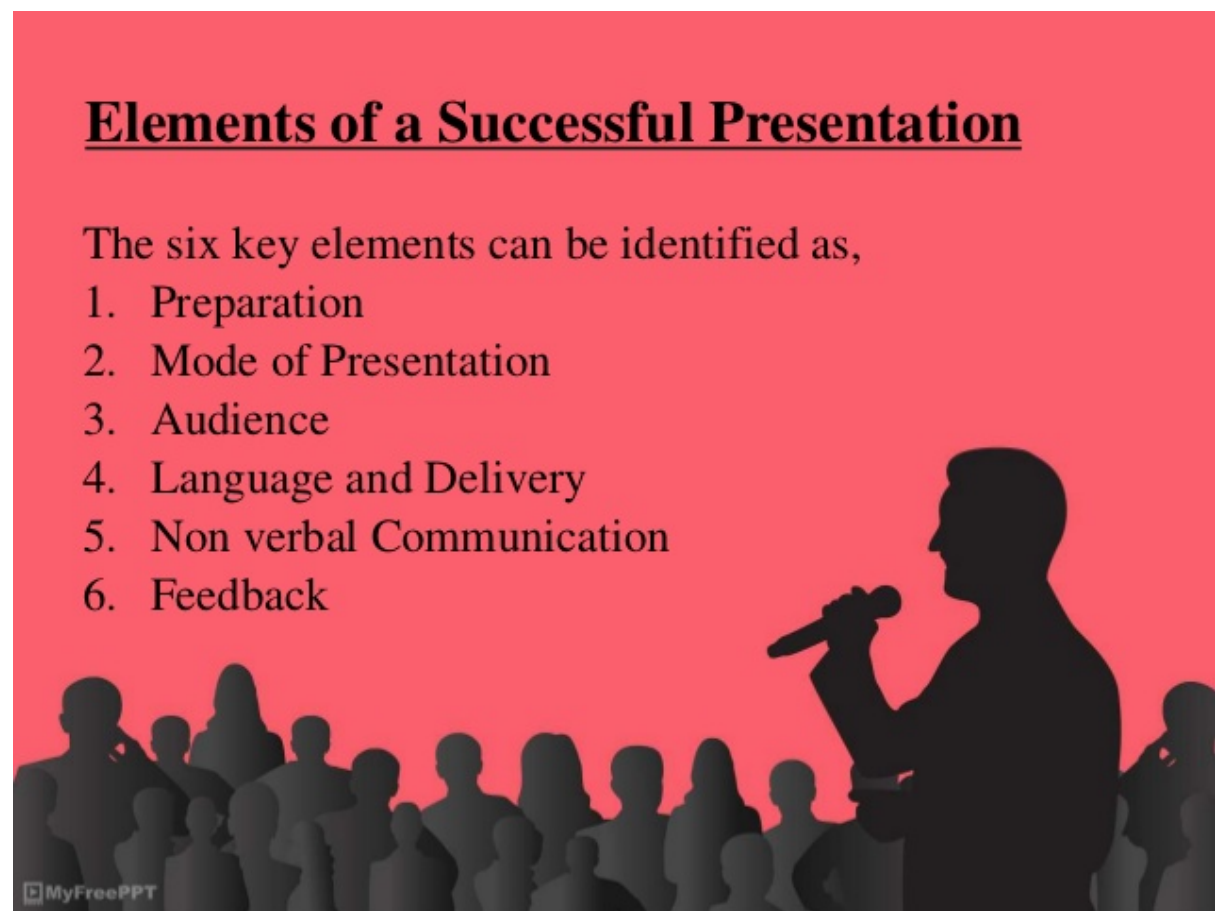 Elements of a Successful Presentation
The six key elements can be identified as,
1. Preparation
2. Mode of Presentation
3. Audience
4. Language and Delivery
5. Non verbal Communication
6. Feedback
MyFreePPT